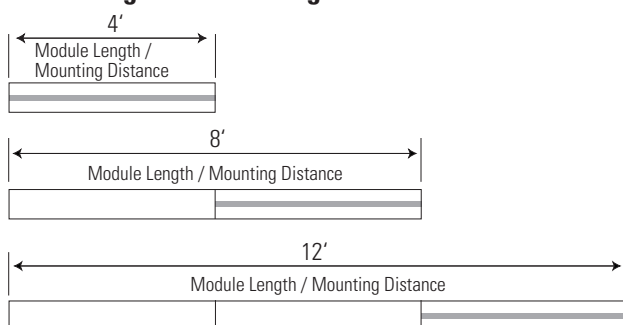 4‘
Module Length /
Mounting Distance
8‘
Module Length / Mounting Distance
12‘
Module Length / Mounting Distance